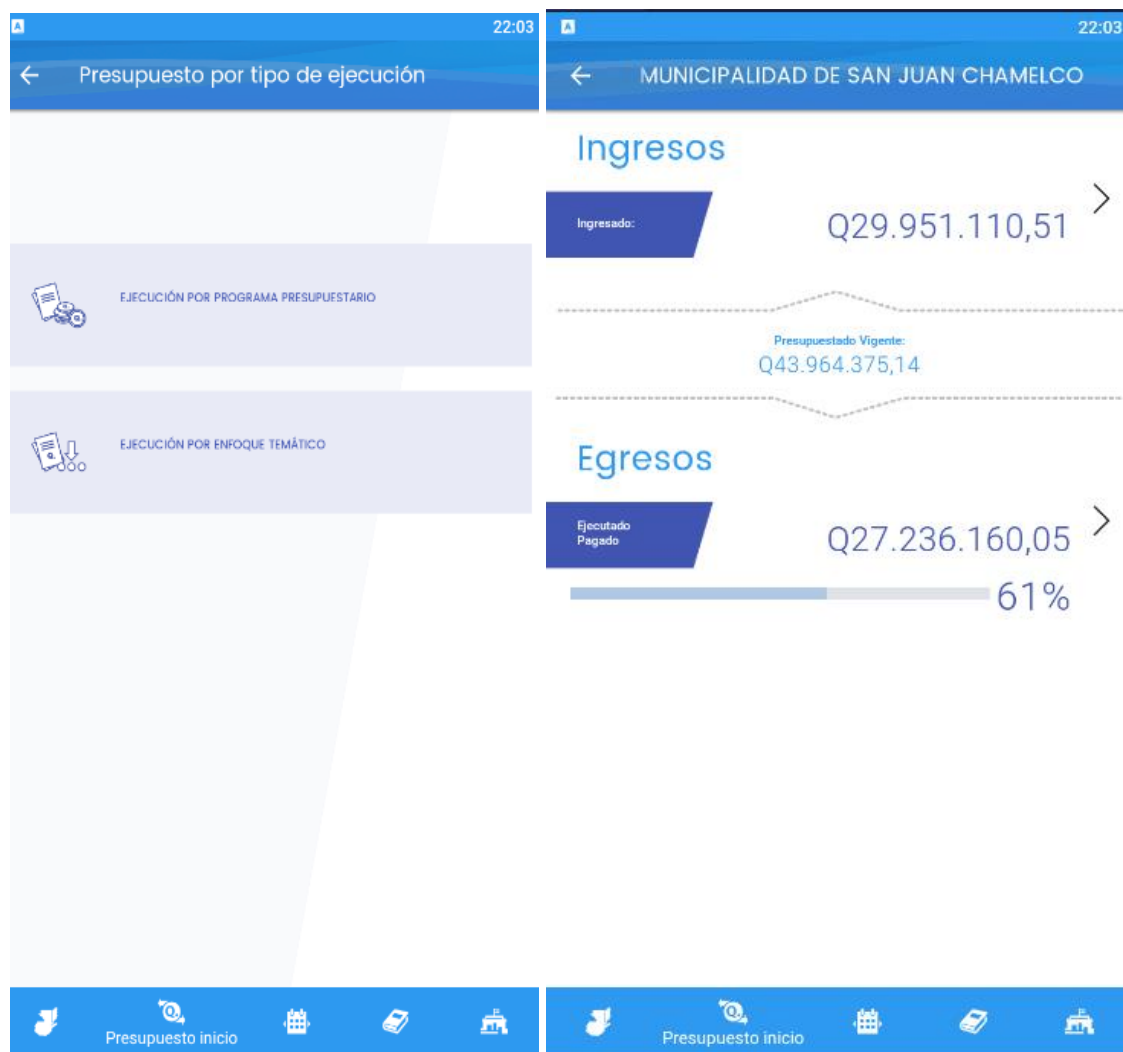 A
22:03
Presupuesto por tipo de ejecución
EJECUCIÓN POR PROGRAMA PRESUPUESTARIO
EJECUCIÓN POR ENFOQUE TEMÁTICO
Q
Presupuesto inicio
A
22:03
MUNICIPALIDAD DE SAN JUAN CHAMELCO
Ingresos
Ingresado:
Q29.951.110,51
Presupuestado Vigente:
Q43.964.375,14
Egresos
Ejecutado
Pagado
Q27.236.160,05
61%
Q
Presupuesto inicio